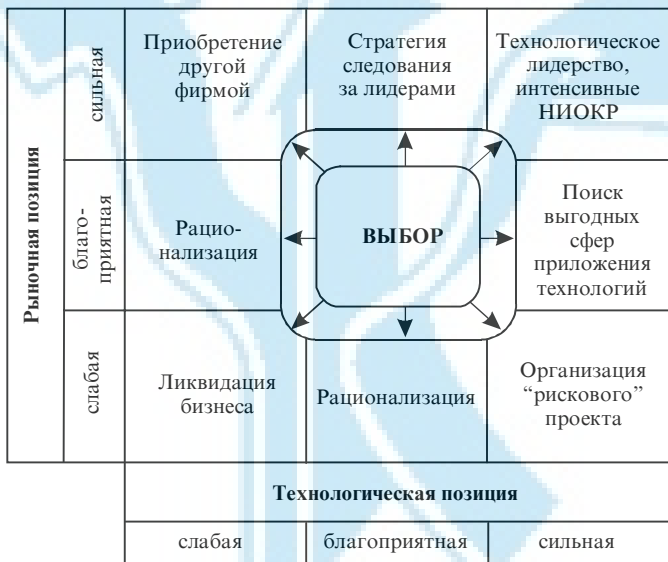 Рыночная позиция
сильная
Приобретение
другой
фирмой
Стратегия
следования
за лидерами
Технологическое
лидерство,
интенсивные
НИОКР
благо-
приятная
Рацио-
нализация
ВЫБОР
Поиск
выгодных
сфер
приложения
технологий
слабая
Ликвидация
бизнеса
Рационализация
Организация
“рискового”
проекта
Технологическая позиция
слабая
благоприятная
сильная